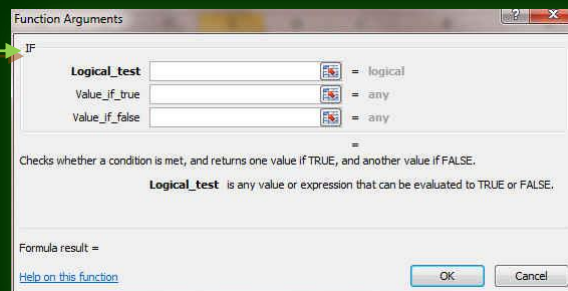 Function Arguments
IF
Logical_test = logical
Value_if_true = any
Value_if_false = any
=
Checks whether a condition is met, and returns one value if TRUE, and another value if FALSE.
Logical_test is any value or expression that can be evaluated to TRUE or FALSE.
Formula result =
Help on this function OK Cancel